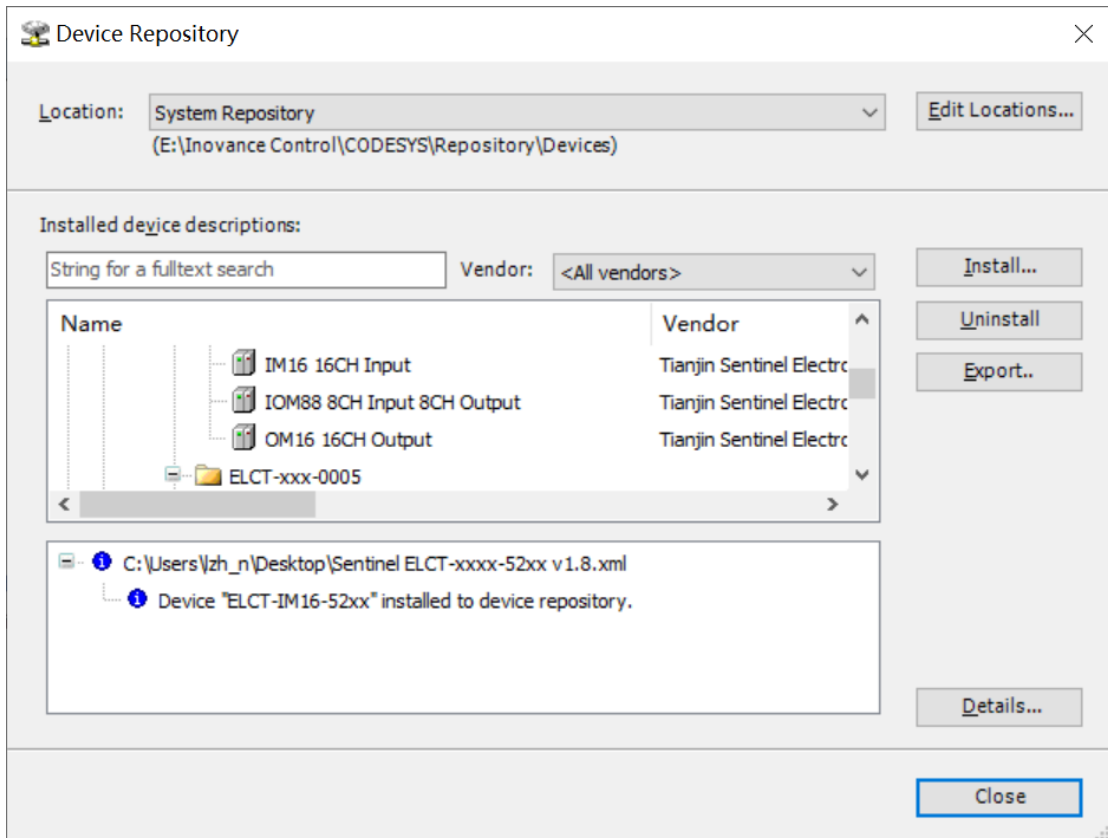 Device Repository
Location: System Repository Edit Locations...
(E:\Inovance Control\CODESYS\Repository\Devices)
Installed device descriptions:
String for a fulltext search Vendor: <All vendors> Install...
Name Vendor Uninstall
IM16 16CH Input Tianjin Sentinel Electro Export..
IOM88 8CH Input 8CH Output Tianjin Sentinel Electro
OM16 16CH Output Tianjin Sentinel Electro
ELCT-xxx-0005
C:\Users\lzh_n\Desktop\Sentinel ELCT-xxxx-52xx v1.8.xml
Device "ELCT-IM16-52xx" installed to device repository.
Details...
Close